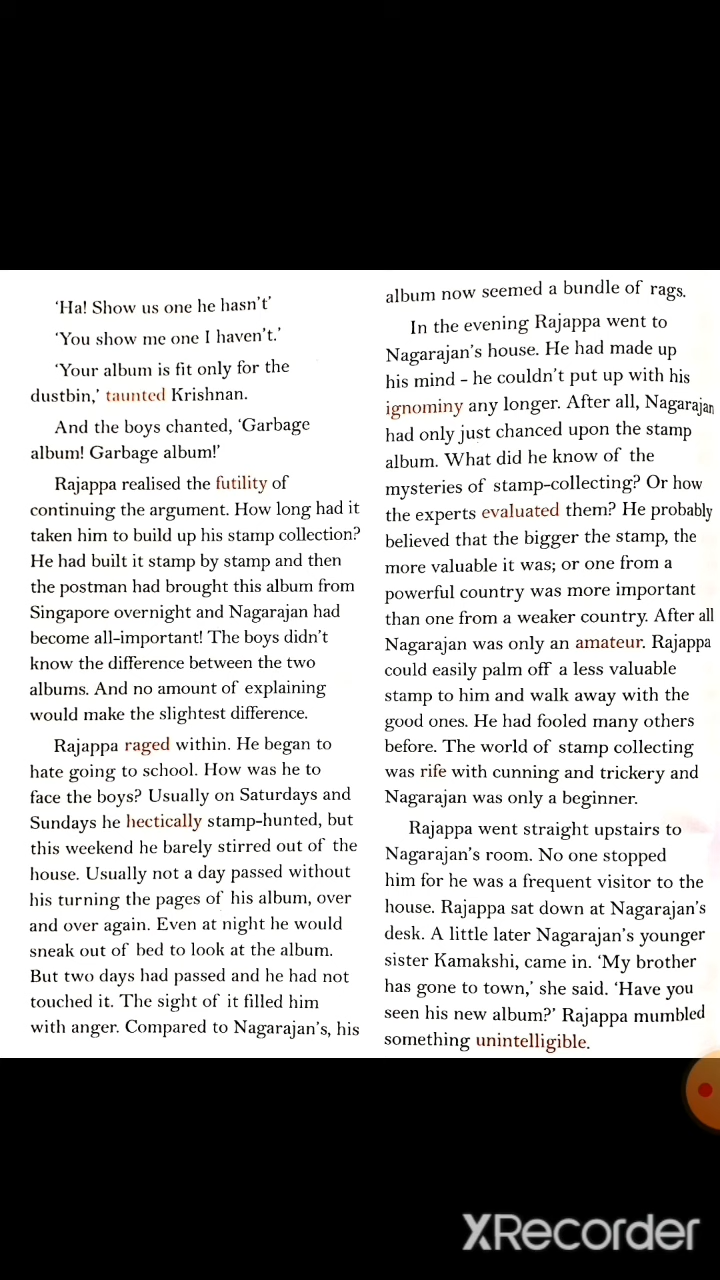 ‘Ha! Show us one he hasn’t’
‘You show me one I haven’t.’
‘Your album is fit only for the
dustbin,’ taunted Krishnan.
And the boys chanted, ‘Garbage
album! Garbage album!’
Rajappa realised the futility of
continuing the argument. How long had it
taken him to build up his stamp collection?
He had built it stamp by stamp and then
the postman had brought this album from
Singapore overnight and Nagarajan had
become all-important! The boys didn’t
know the difference between the two
albums. And no amount of explaining
would make the slightest difference.
Rajappa raged within. He began to
hate going to school. How was he to
face the boys? Usually on Saturdays and
Sundays he hectically stamp-hunted, but
this weekend he barely stirred out of the
house. Usually not a day passed without
his turning the pages of his album, over
and over again. Even at night he would
sneak out of bed to look at the album.
But two days had passed and he had not
touched it. The sight of it filled him
with anger. Compared to Nagarajan’s, his
album now seemed a bundle of rags.
In the evening Rajappa went to
Nagarajan’s house. He had made up
his mind – he couldn’t put up with his
ignominy any longer. After all, Nagarajan
had only just chanced upon the stamp
album. What did he know of the
mysteries of stamp-collecting? Or how
the experts evaluated them? He probably
believed that the bigger the stamp, the
more valuable it was; or one from a
powerful country was more important
than one from a weaker country. After all
Nagarajan was only an amateur. Rajappa
could easily palm off a less valuable
stamp to him and walk away with the
good ones. He had fooled many others
before. The world of stamp collecting
was rife with cunning and trickery and
Nagarajan was only a beginner.
Rajappa went straight upstairs to
Nagarajan’s room. No one stopped
him for he was a frequent visitor to the
house. Rajappa sat down at Nagarajan’s
desk. A little later Nagarajan’s younger
sister Kamakshi, came in. ‘My brother
has gone to town,’ she said. ‘Have you
seen his new album?’ Rajappa mumbled
something unintelligible.
XRecorder